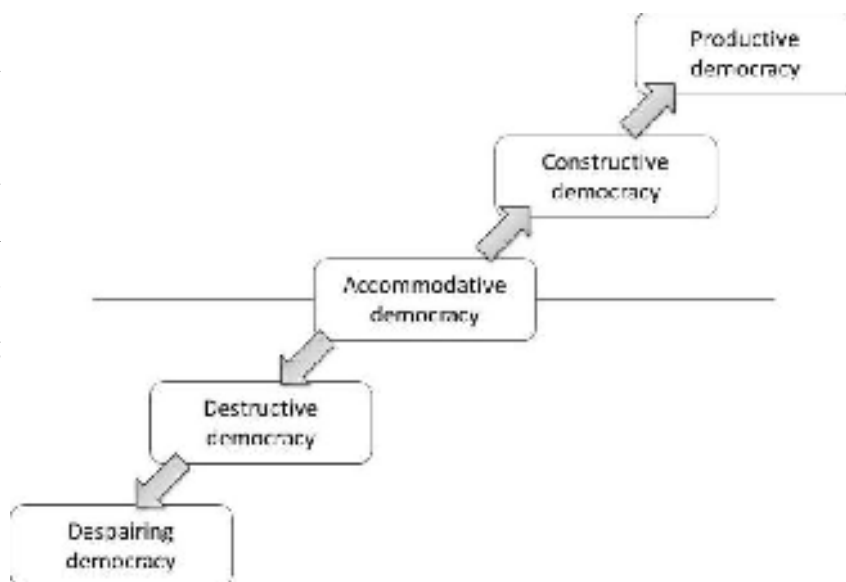 Productive
democracy
Constructive
democracy
Accommodative
democracy
Destructive
democracy
Despairing
democracy